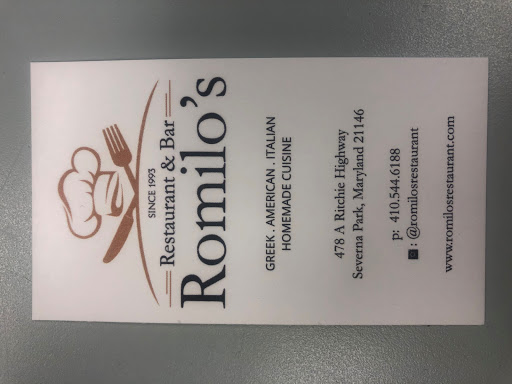 SINCE 1993
Restaurant & Bar
Romilo's
GREEK . AMERICAN . ITALIAN
HOMEMADE CUISINE
478 A Ritchie Highway
Severna Park, Maryland 21146
p: 410.544.6188
: @romilosrestaurant
www.romilosrestaurant.com